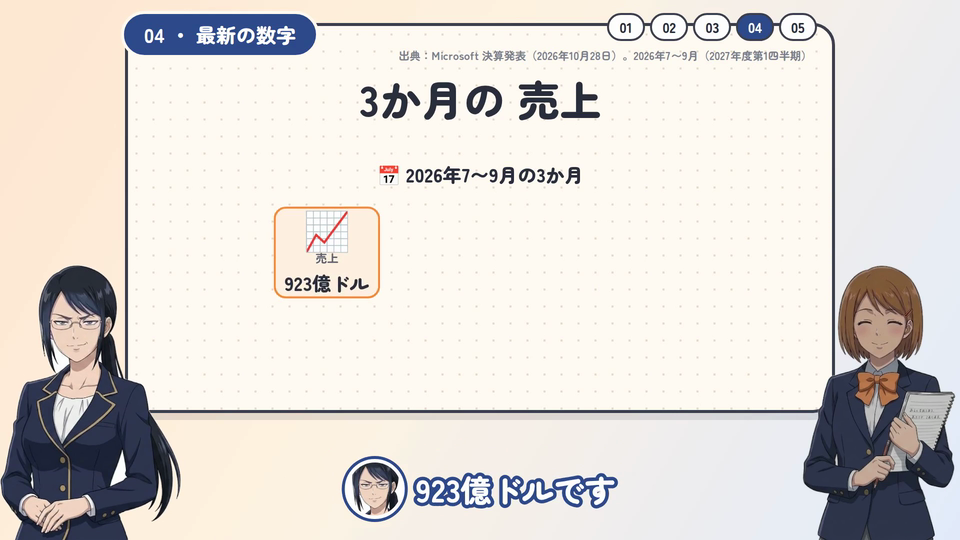 04 ・ 最新の数字
01 02 03 04 05
出典：Microsoft 決算発表（2026年10月28日）。2026年7〜9月（2027年度第1四半期）
3か月の 売上
July 17 2026年7〜9月の3か月
売上
923億ドル
923億ドルです